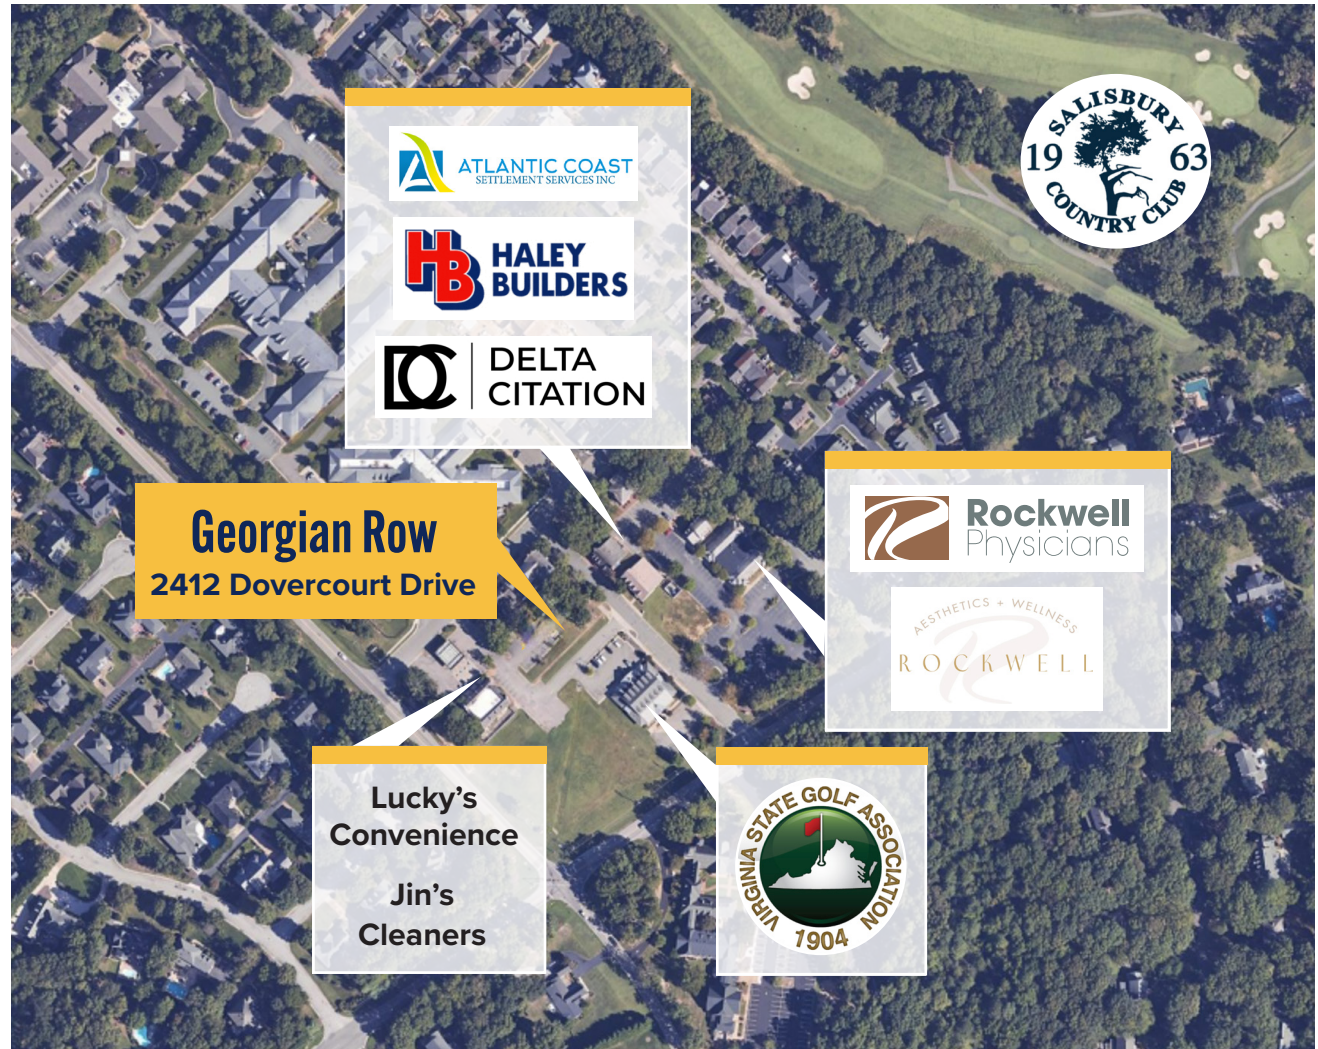 SALISBURY
19 63
COUNTRY CLUB
ATLANTIC COAST
SETTLEMENT SERVICES INC
HB HALEY
BUILDERS
DC DELTA
CITATION
Georgian Row
2412 Dovercourt Drive
R Rockwell
Physicians
AESTHETICS + WELLNESS
R
ROCKWELL
Lucky's
Convenience
Jin's
Cleaners
VIRGINIA STATE GOLF ASSOCIATION
1904